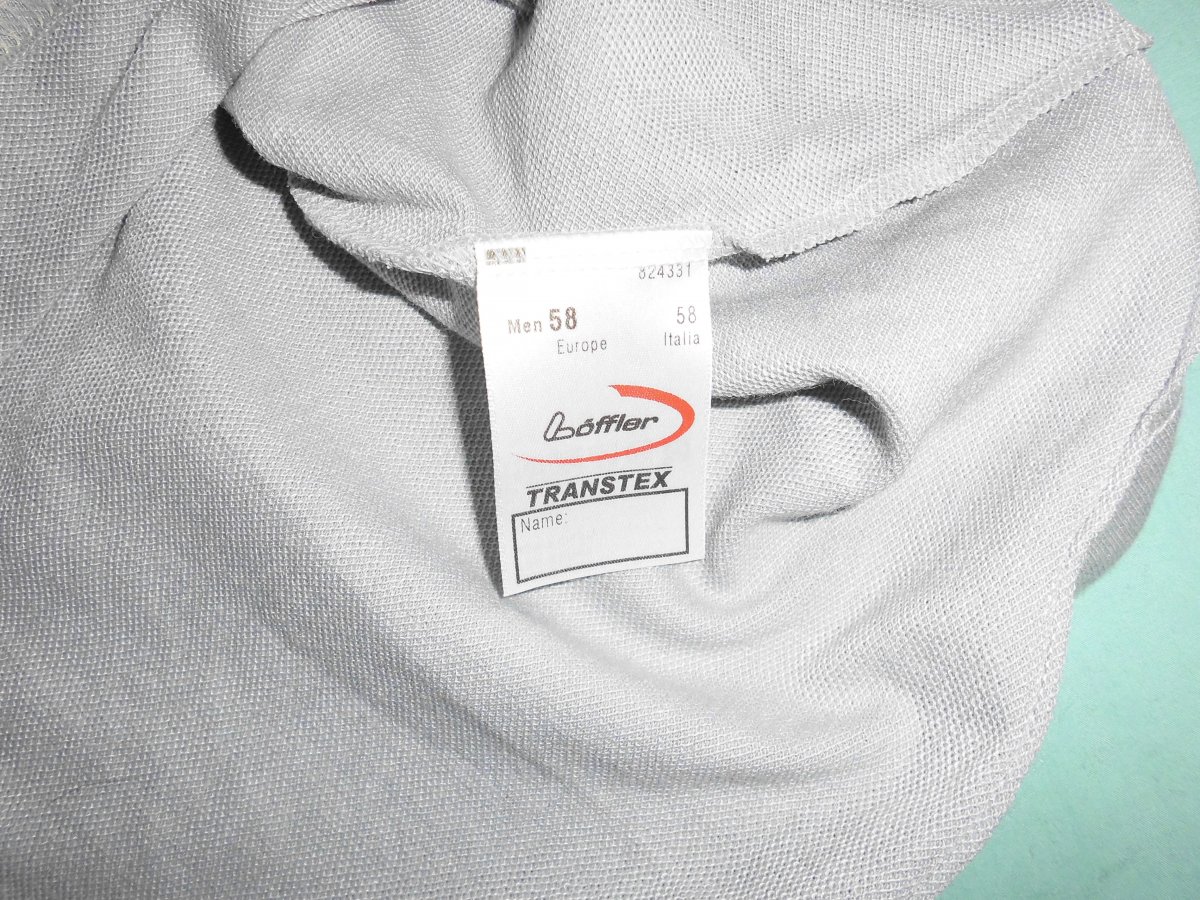 824331
Men 58 58
Europe Italia
löffler
TRANSTEX
Name: